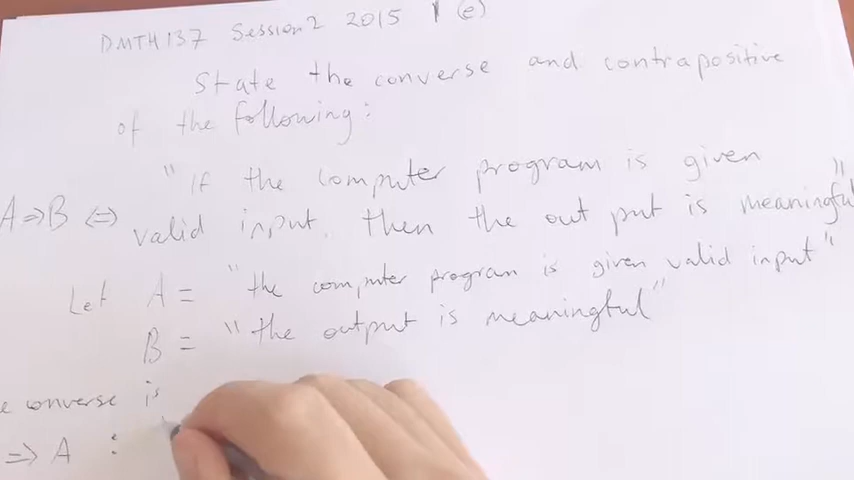 DMTH137 Session 2 2015 1 (e)
State the converse and contrapositive
of the following:
"If the computer program is given
A⇒B ⇔ valid input, then the output is meaningful"
Let A = "the computer program is given valid input"
B = "the output is meaningful"
converse is
⇒ A :